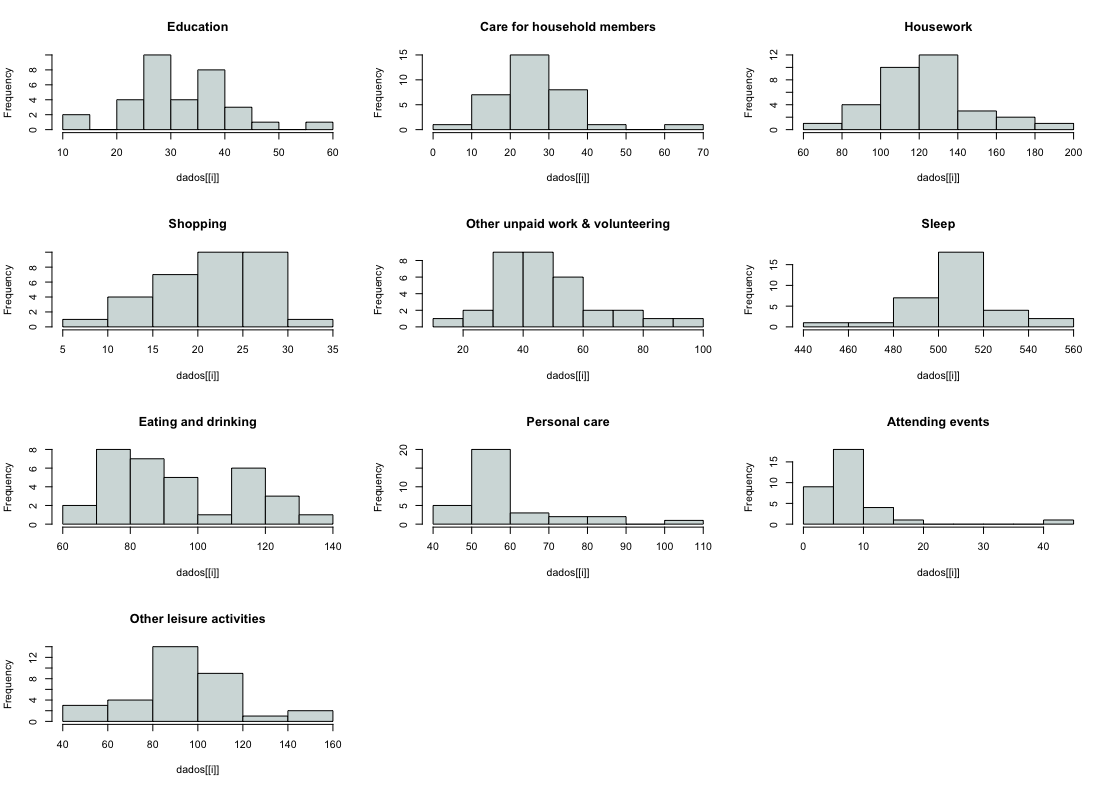 Education
Frequency
0 2 4 6 8
10 20 30 40 50 60
dados[[i]]
Care for household members
Frequency
0 5 10 15
0 10 20 30 40 50 60 70
dados[[i]]
Housework
Frequency
0 4 8 12
60 80 100 120 140 160 180 200
dados[[i]]
Shopping
Frequency
0 2 4 6 8
5 10 15 20 25 30 35
dados[[i]]
Other unpaid work & volunteering
Frequency
0 2 4 6 8
20 40 60 80 100
dados[[i]]
Sleep
Frequency
0 5 10 15
440 460 480 500 520 540 560
dados[[i]]
Eating and drinking
Frequency
0 2 4 6 8
60 80 100 120 140
dados[[i]]
Personal care
Frequency
0 5 10 20
40 50 60 70 80 90 100 110
dados[[i]]
Attending events
Frequency
0 5 10 15
0 10 20 30 40
dados[[i]]
Other leisure activities
Frequency
0 4 8 12
40 60 80 100 120 140 160
dados[[i]]